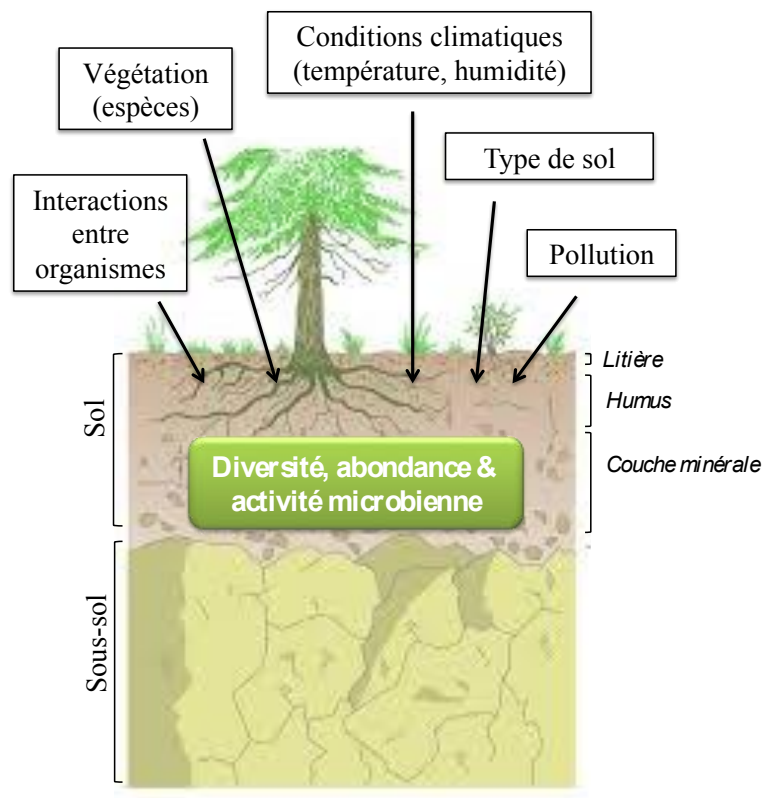 Conditions climatiques
(température, humidité)
Végétation
(espèces)
Type de sol
Interactions
entre
organismes
Pollution
Litière
Humus
Sol
Couche minérale
Diversité, abondance &
activité microbienne
Sous-sol